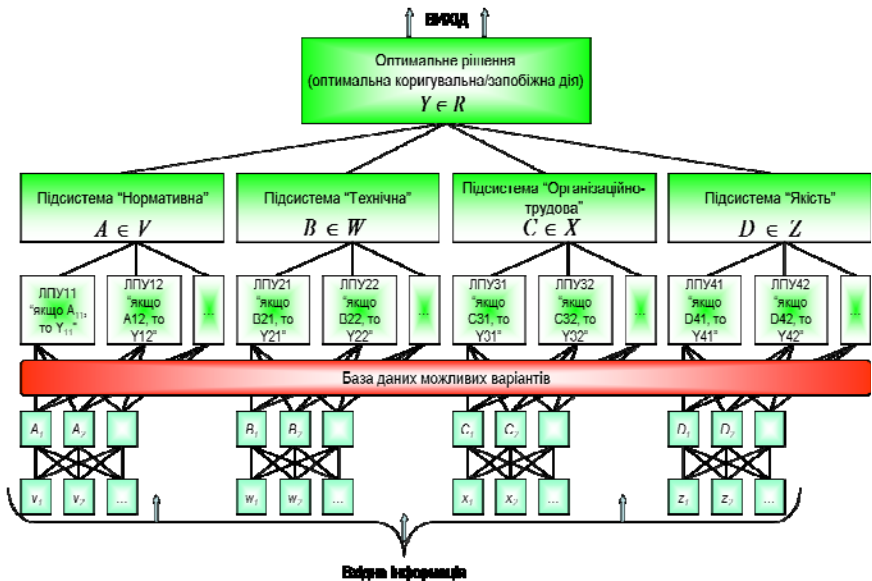 ВИХІД
Оптимальне рішення
(оптимальна коригувальна/запобіжна дія)
Y ∈ R
Підсистема "Нормативна"
A ∈ V
Підсистема "Технічна"
B ∈ W
Підсистема "Організаційно-
трудова"
C ∈ X
Підсистема "Якість"
D ∈ Z
ЛПУ11
"якщо A₁₁,
то Y₁₁"
ЛПУ12
"якщо
A12, то
Y12"
...
ЛПУ21
"якщо
B21, то
Y21"
ЛПУ22
"якщо
B22, то
Y22"
...
ЛПУ31
"якщо
C31, то
Y31"
ЛПУ32
"якщо
C32, то
Y32"
...
ЛПУ41
"якщо
D41, то
Y41"
ЛПУ42
"якщо
D42, то
Y42"
...
База даних можливих варіантів
A₁ A₂
B₁ B₂
C₁ C₂
D₁ D₂
v₁ v₂ ...
w₁ w₂ ...
x₁ x₂ ...
z₁ z₂ ...
Вхідна інформація